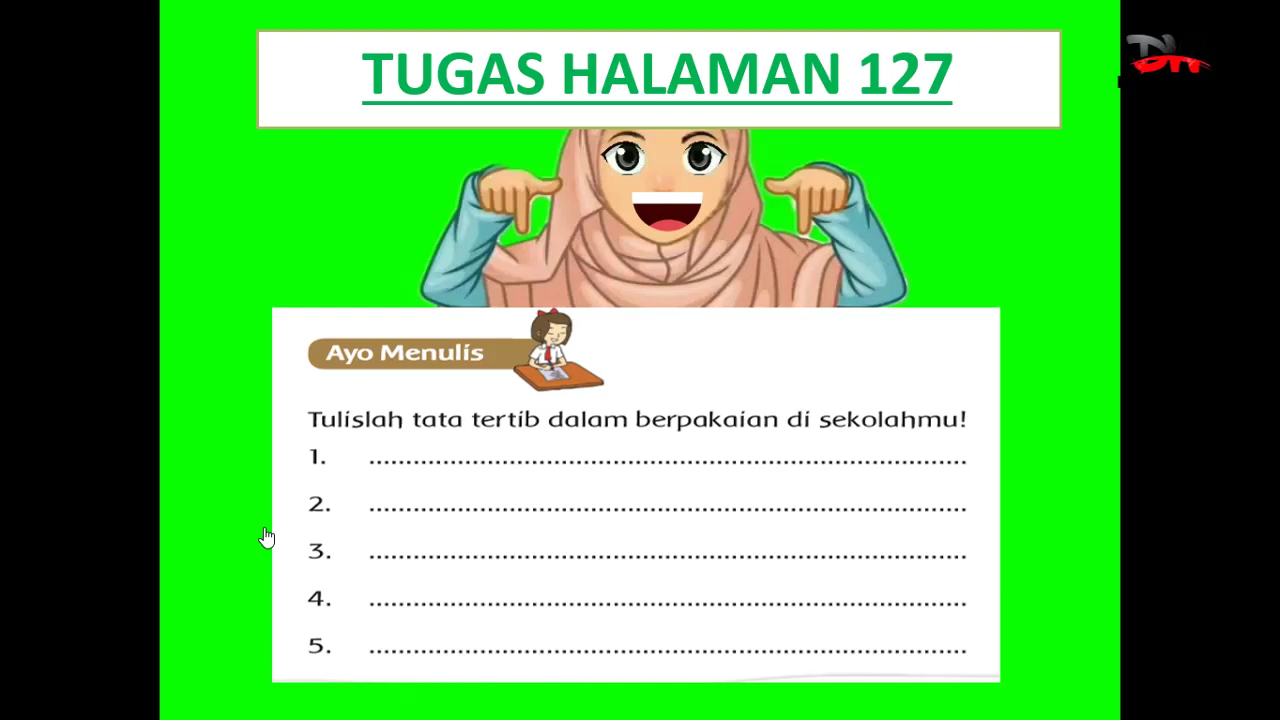 TUGAS HALAMAN 127
Ayo Menulis
Tulislah tata tertib dalam berpakaian di sekolahmu!
1. ..........................................................................................
2. ..........................................................................................
3. ..........................................................................................
4. ..........................................................................................
5. ..........................................................................................